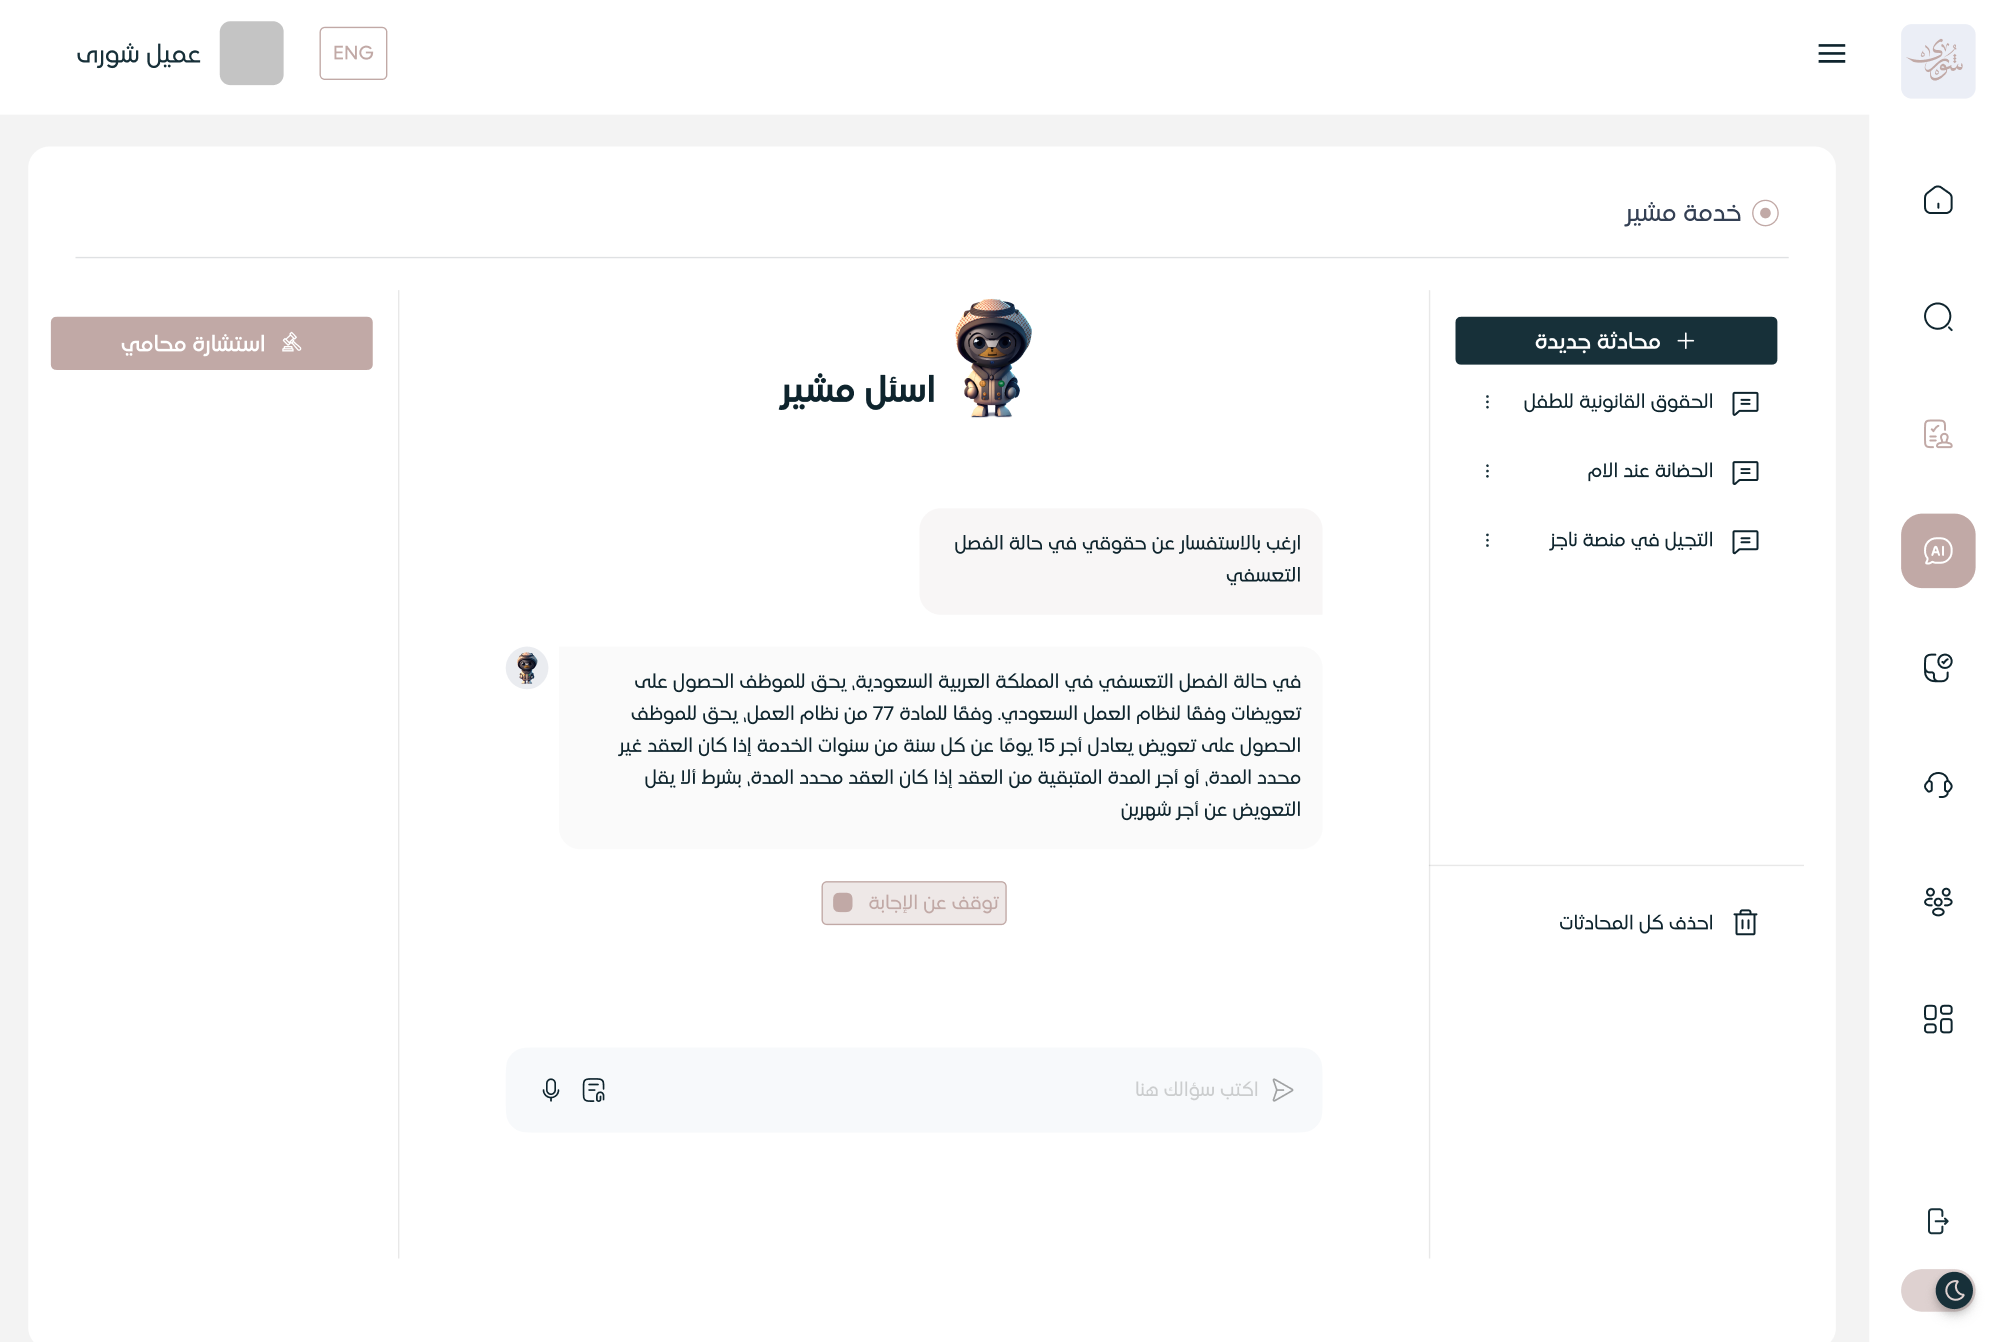 شورى
ENG
عميل شورى
خدمة مشير
محادثة جديدة
الحقوق القانونية للطفل
الحضانة عند الام
التجيل في منصة ناجز
احذف كل المحادثات
اسئل مشير
ارغب بالاستفسار عن حقوقي في حالة الفصل
التعسفي
في حالة الفصل التعسفي في المملكة العربية السعودية، يحق للموظف الحصول على
تعويضات وفقًا لنظام العمل السعودي. وفقًا للمادة 77 من نظام العمل، يحق للموظف
الحصول على تعويض يعادل أجر 15 يومًا عن كل سنة من سنوات الخدمة إذا كان العقد غير
محدد المدة، أو أجر المدة المتبقية من العقد إذا كان العقد محدد المدة، بشرط ألا يقل
التعويض عن أجر شهرين
توقف عن الإجابة
اكتب سؤالك هنا
استشارة محامي
AI